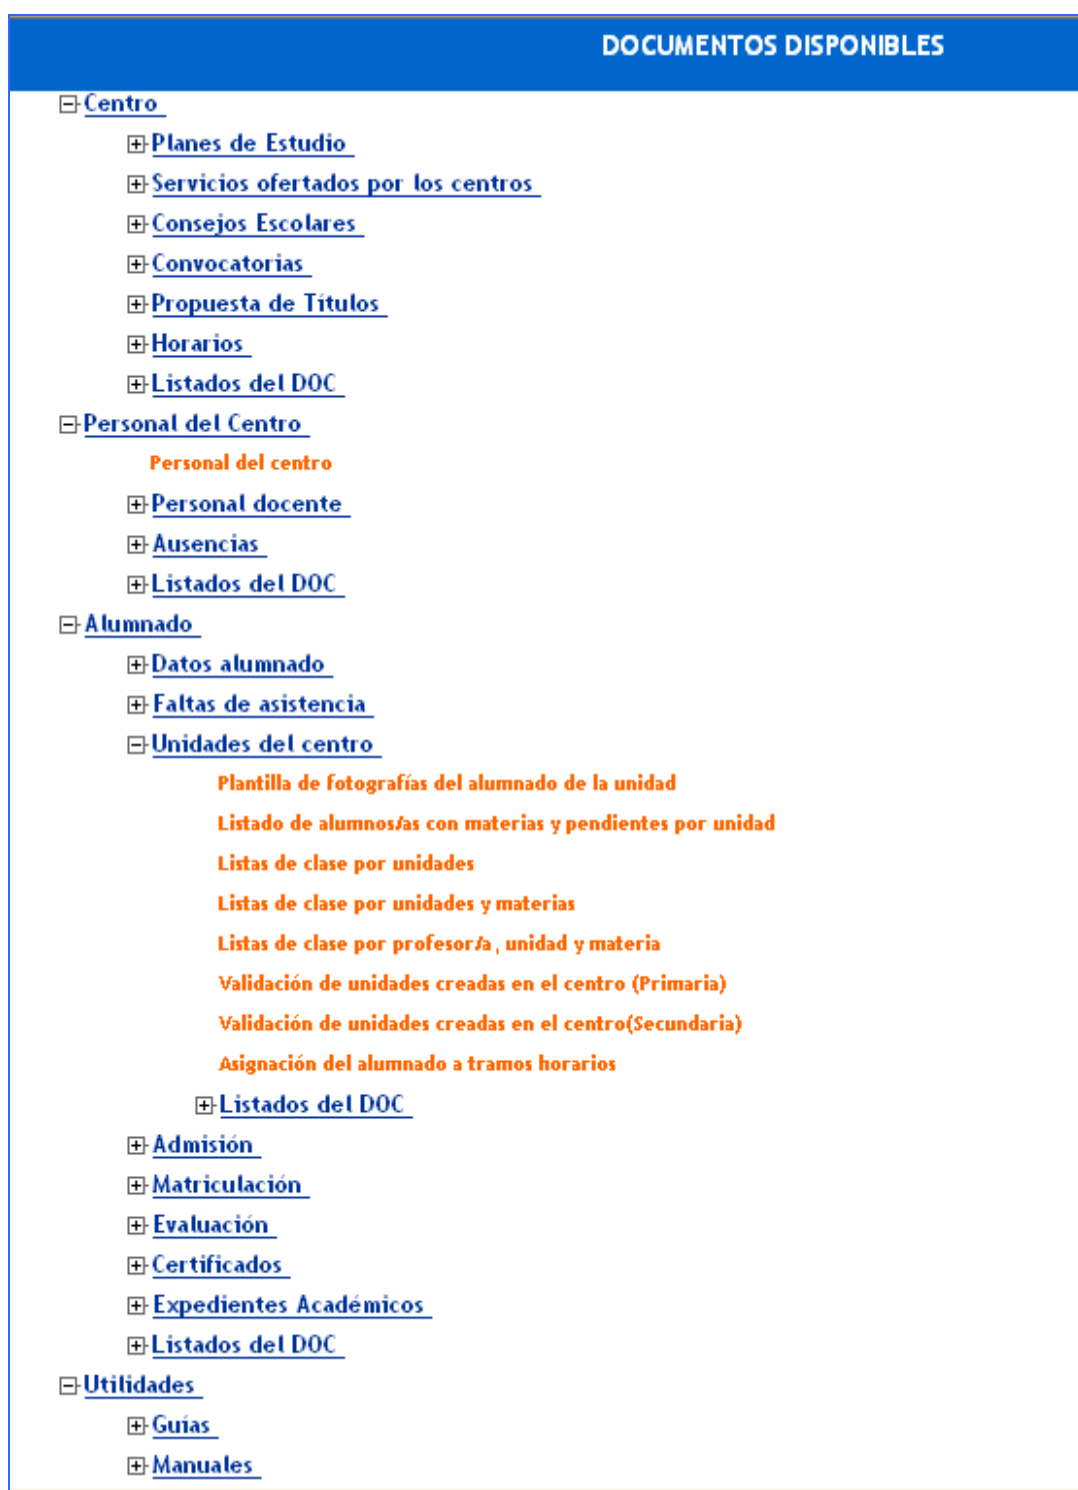 DOCUMENTOS DISPONIBLES
Centro
Planes de Estudio
Servicios ofertados por los centros
Consejos Escolares
Convocatorias
Propuesta de Títulos
Horarios
Listados del DOC
Personal del Centro
Personal del centro
Personal docente
Ausencias
Listados del DOC
Alumnado
Datos alumnado
Faltas de asistencia
Unidades del centro
Plantilla de fotografías del alumnado de la unidad
Listado de alumnos/as con materias y pendientes por unidad
Listas de clase por unidades
Listas de clase por unidades y materias
Listas de clase por profesor/a, unidad y materia
Validación de unidades creadas en el centro (Primaria)
Validación de unidades creadas en el centro(Secundaria)
Asignación del alumnado a tramos horarios
Listados del DOC
Admisión
Matriculación
Evaluación
Certificados
Expedientes Académicos
Listados del DOC
Utilidades
Guías
Manuales